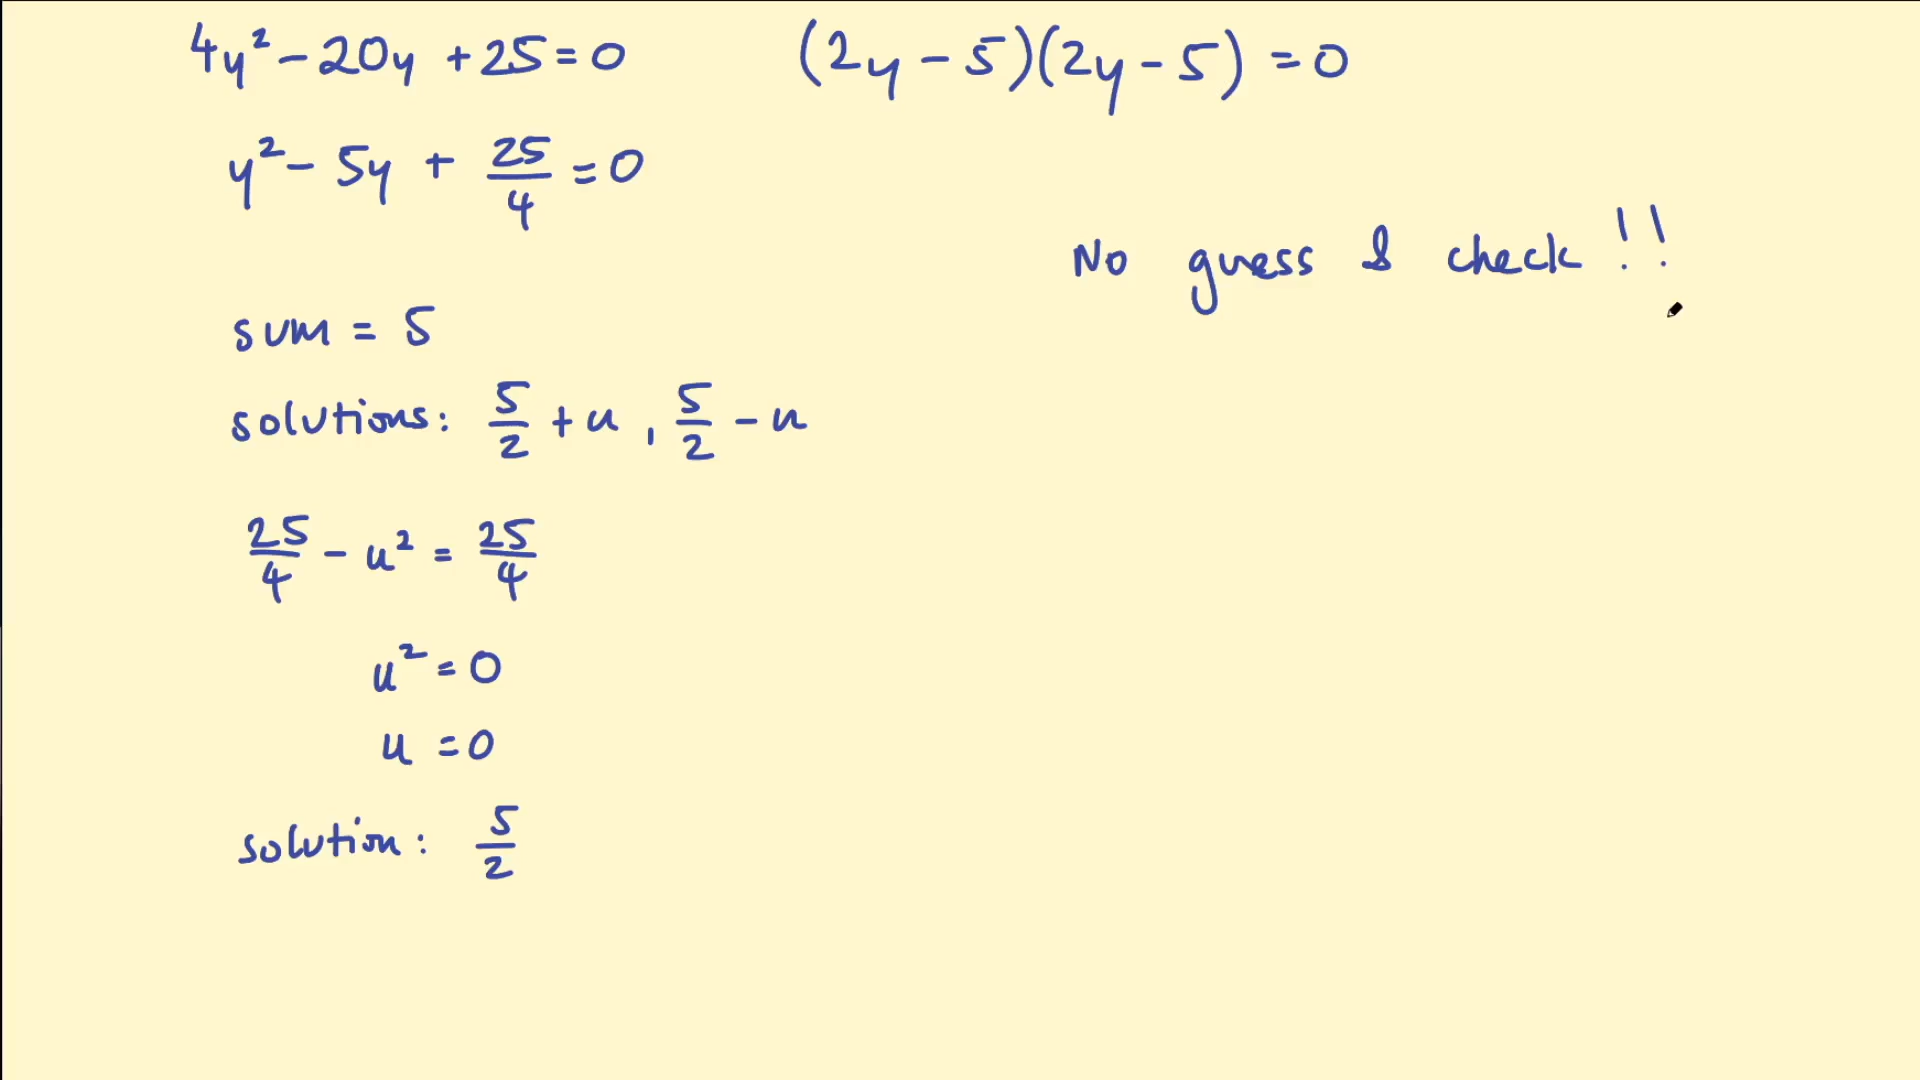 4y² - 20y + 25 = 0
(2y - 5)(2y - 5) = 0
y² - 5y + 25/4 = 0
No guess & check !!
sum = 5
solutions: 5/2 + u, 5/2 - u
25/4 - u² = 25/4
u² = 0
u = 0
solution: 5/2